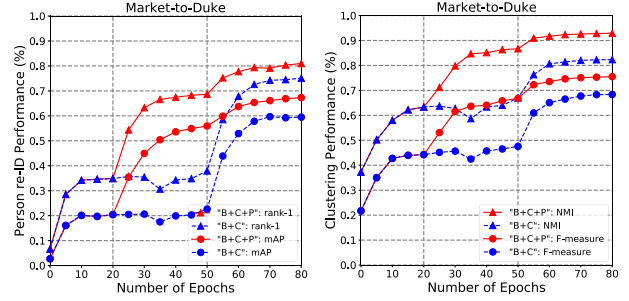 Market-to-Duke
Person re-ID Performance (%)
1.0
0.9
0.8
0.7
0.6
0.5
0.4
0.3
0.2
0.1
0.0
"B+C+P": rank-1
"B+C": rank-1
"B+C+P": mAP
"B+C": mAP
0 10 20 30 40 50 60 70 80
Number of Epochs
Market-to-Duke
Clustering Performance (%)
1.0
0.9
0.8
0.7
0.6
0.5
0.4
0.3
0.2
0.1
0.0
"B+C+P": NMI
"B+C": NMI
"B+C+P": F-measure
"B+C": F-measure
0 10 20 30 40 50 60 70 80
Number of Epochs